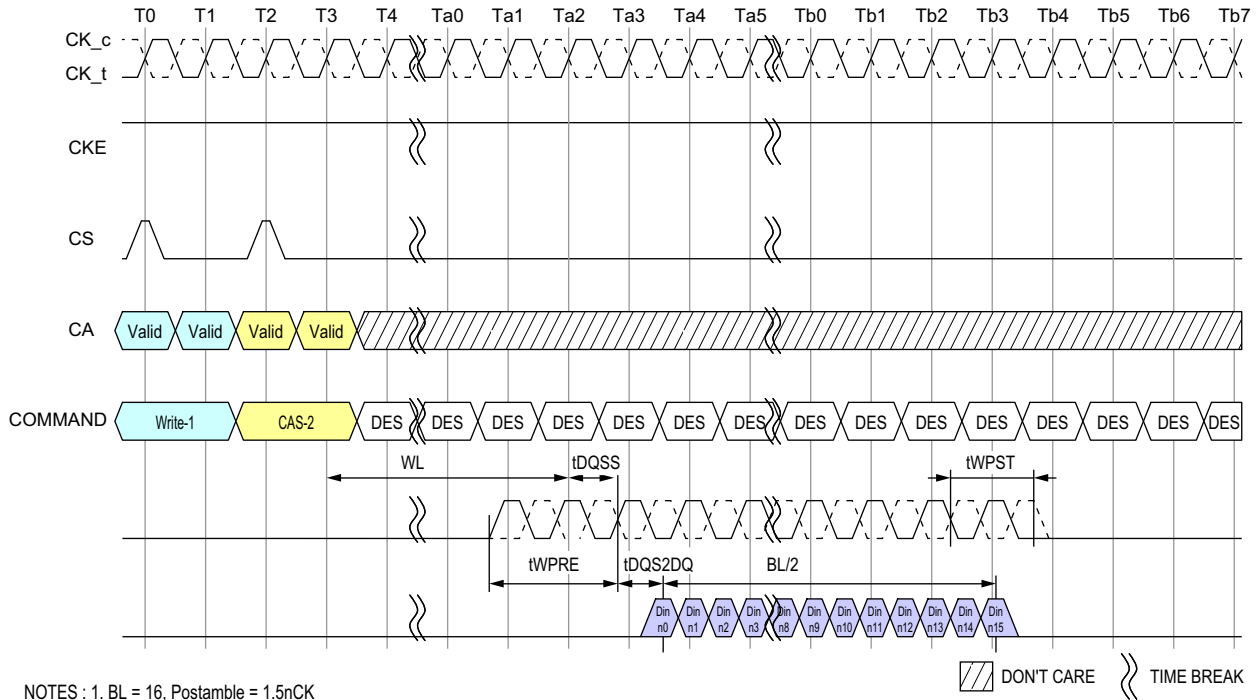 T0 T1 T2 T3 T4 Ta0 Ta1 Ta2 Ta3 Ta4 Ta5 Tb0 Tb1 Tb2 Tb3 Tb4 Tb5 Tb6 Tb7
CK_c
CK_t
CKE
CS
CA Valid Valid Valid Valid
COMMAND Write-1 CAS-2 DES DES DES DES DES DES DES DES DES DES DES DES DES DES DES
WL tDQSS tWPST
tWPRE tDQS2DQ BL/2
Din Din Din Din Din Din Din Din Din Din Din Din
n0 n1 n2 n3 n8 n9 n10 n11 n12 n13 n14 n15
DON'T CARE TIME BREAK
NOTES : 1. BL = 16, Postamble = 1.5nCK